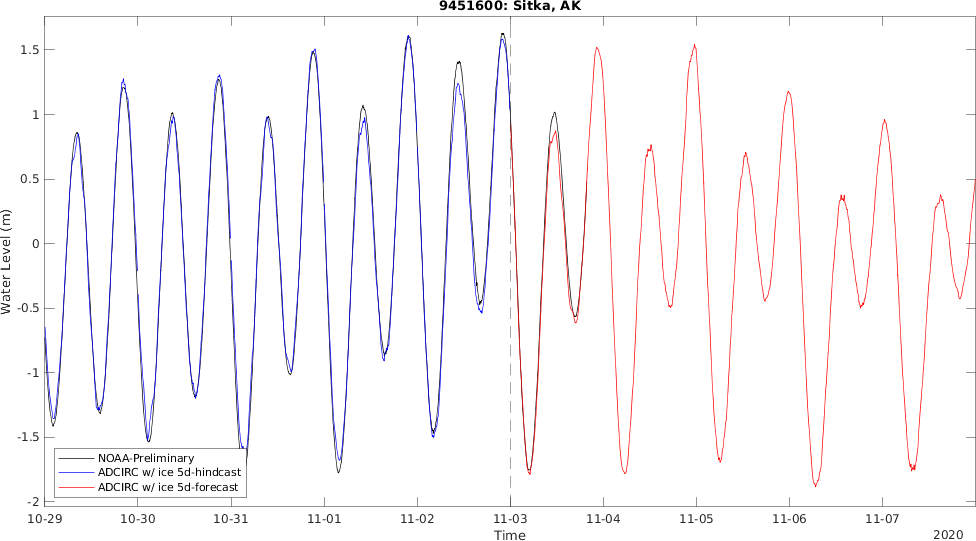 9451600: Sitka, AK
Water Level (m)
1.5
1
0.5
0
-0.5
-1
-1.5
-2
NOAA-Preliminary
ADCIRC w/ ice 5d-hindcast
ADCIRC w/ ice 5d-forecast
10-29 10-30 10-31 11-01 11-02 11-03 11-04 11-05 11-06 11-07
Time
2020